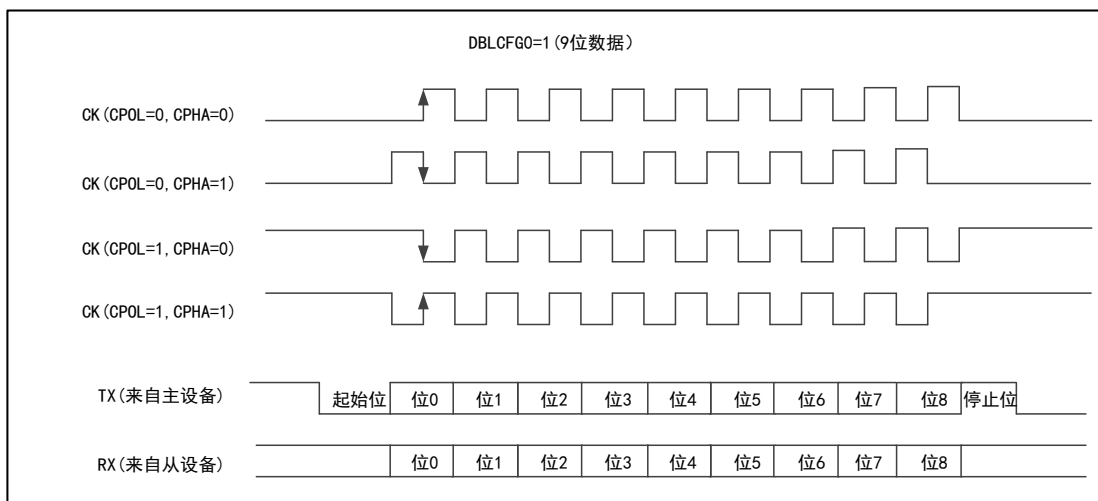 DBLCFG0=1(9位数据)
CK(CPOL=0,CPHA=0)
CK(CPOL=0,CPHA=1)
CK(CPOL=1,CPHA=0)
CK(CPOL=1,CPHA=1)
TX(来自主设备) 起始位 位0 位1 位2 位3 位4 位5 位6 位7 位8 停止位
RX(来自从设备) 位0 位1 位2 位3 位4 位5 位6 位7 位8